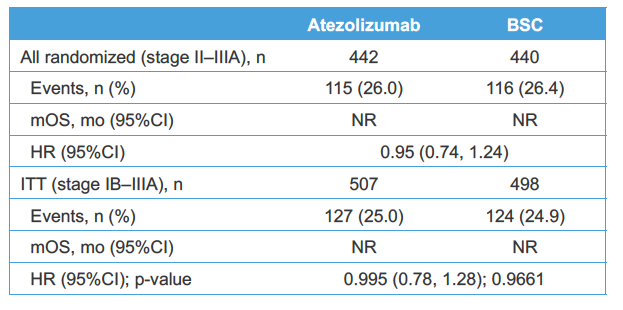 Atezolizumab BSC
All randomized (stage II–IIIA), n 442 440
Events, n (%) 115 (26.0) 116 (26.4)
mOS, mo (95%CI) NR NR
HR (95%CI) 0.95 (0.74, 1.24)
ITT (stage IB–IIIA), n 507 498
Events, n (%) 127 (25.0) 124 (24.9)
mOS, mo (95%CI) NR NR
HR (95%CI); p-value 0.995 (0.78, 1.28); 0.9661